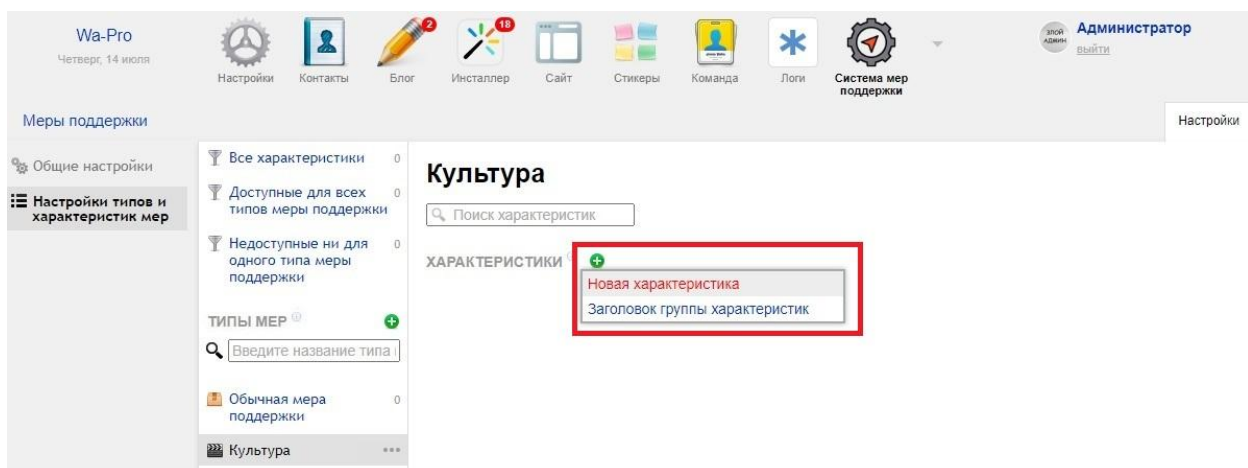 Wa-Pro
Четверг, 14 июля
Настройки
Контакты
2
Блог
18
Инсталлер
Сайт
Стикеры
Команда
Логи
Система мер
поддержки
злой
админ
Администратор
выйти
Меры поддержки
Настройки
Общие настройки
Настройки типов и
характеристик мер
Все характеристики 0
Доступные для всех 0
типов меры поддержки
Недоступные ни для 0
одного типа меры
поддержки
ТИПЫ МЕР
Введите название типа
Обычная мера 0
поддержки
Культура
Культура
Поиск характеристик
ХАРАКТЕРИСТИКИ
Новая характеристика
Заголовок группы характеристик